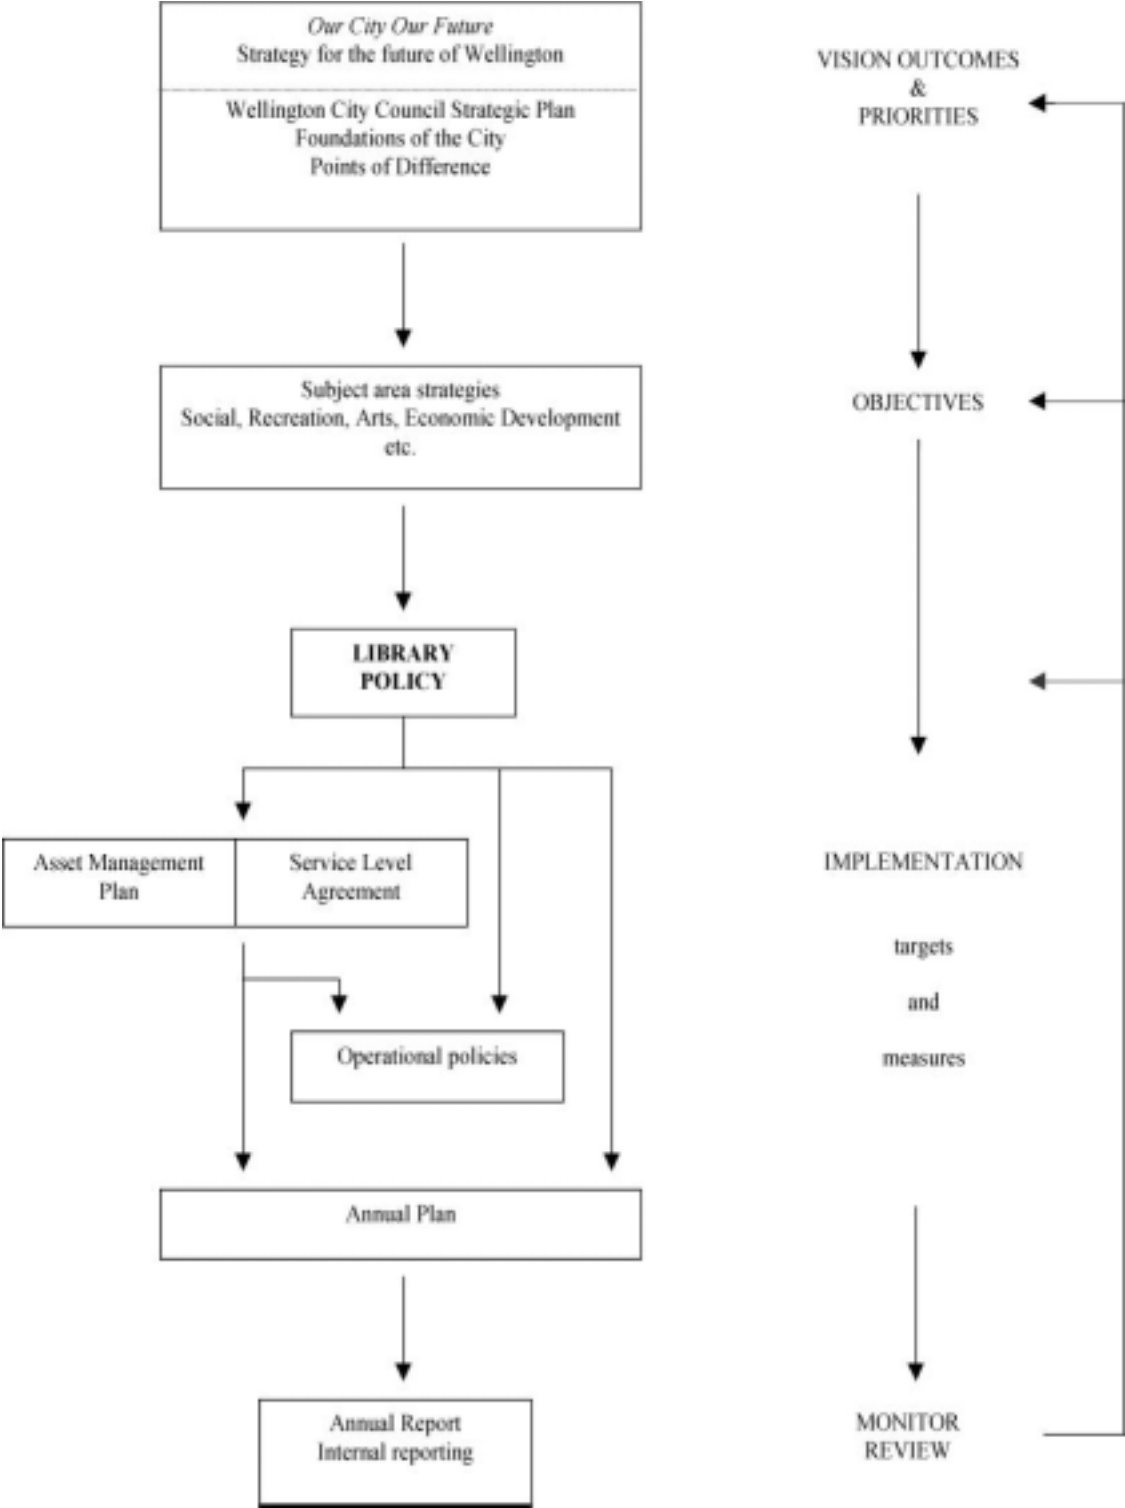 Our City Our Future
Strategy for the future of Wellington
Wellington City Council Strategic Plan
Foundations of the City
Points of Difference
VISION OUTCOMES
&
PRIORITIES
Subject area strategies
Social, Recreation, Arts, Economic Development
etc.
OBJECTIVES
LIBRARY
POLICY
Asset Management
Plan
Service Level
Agreement
IMPLEMENTATION
targets
and
measures
Operational policies
Annual Plan
Annual Report
Internal reporting
MONITOR
REVIEW